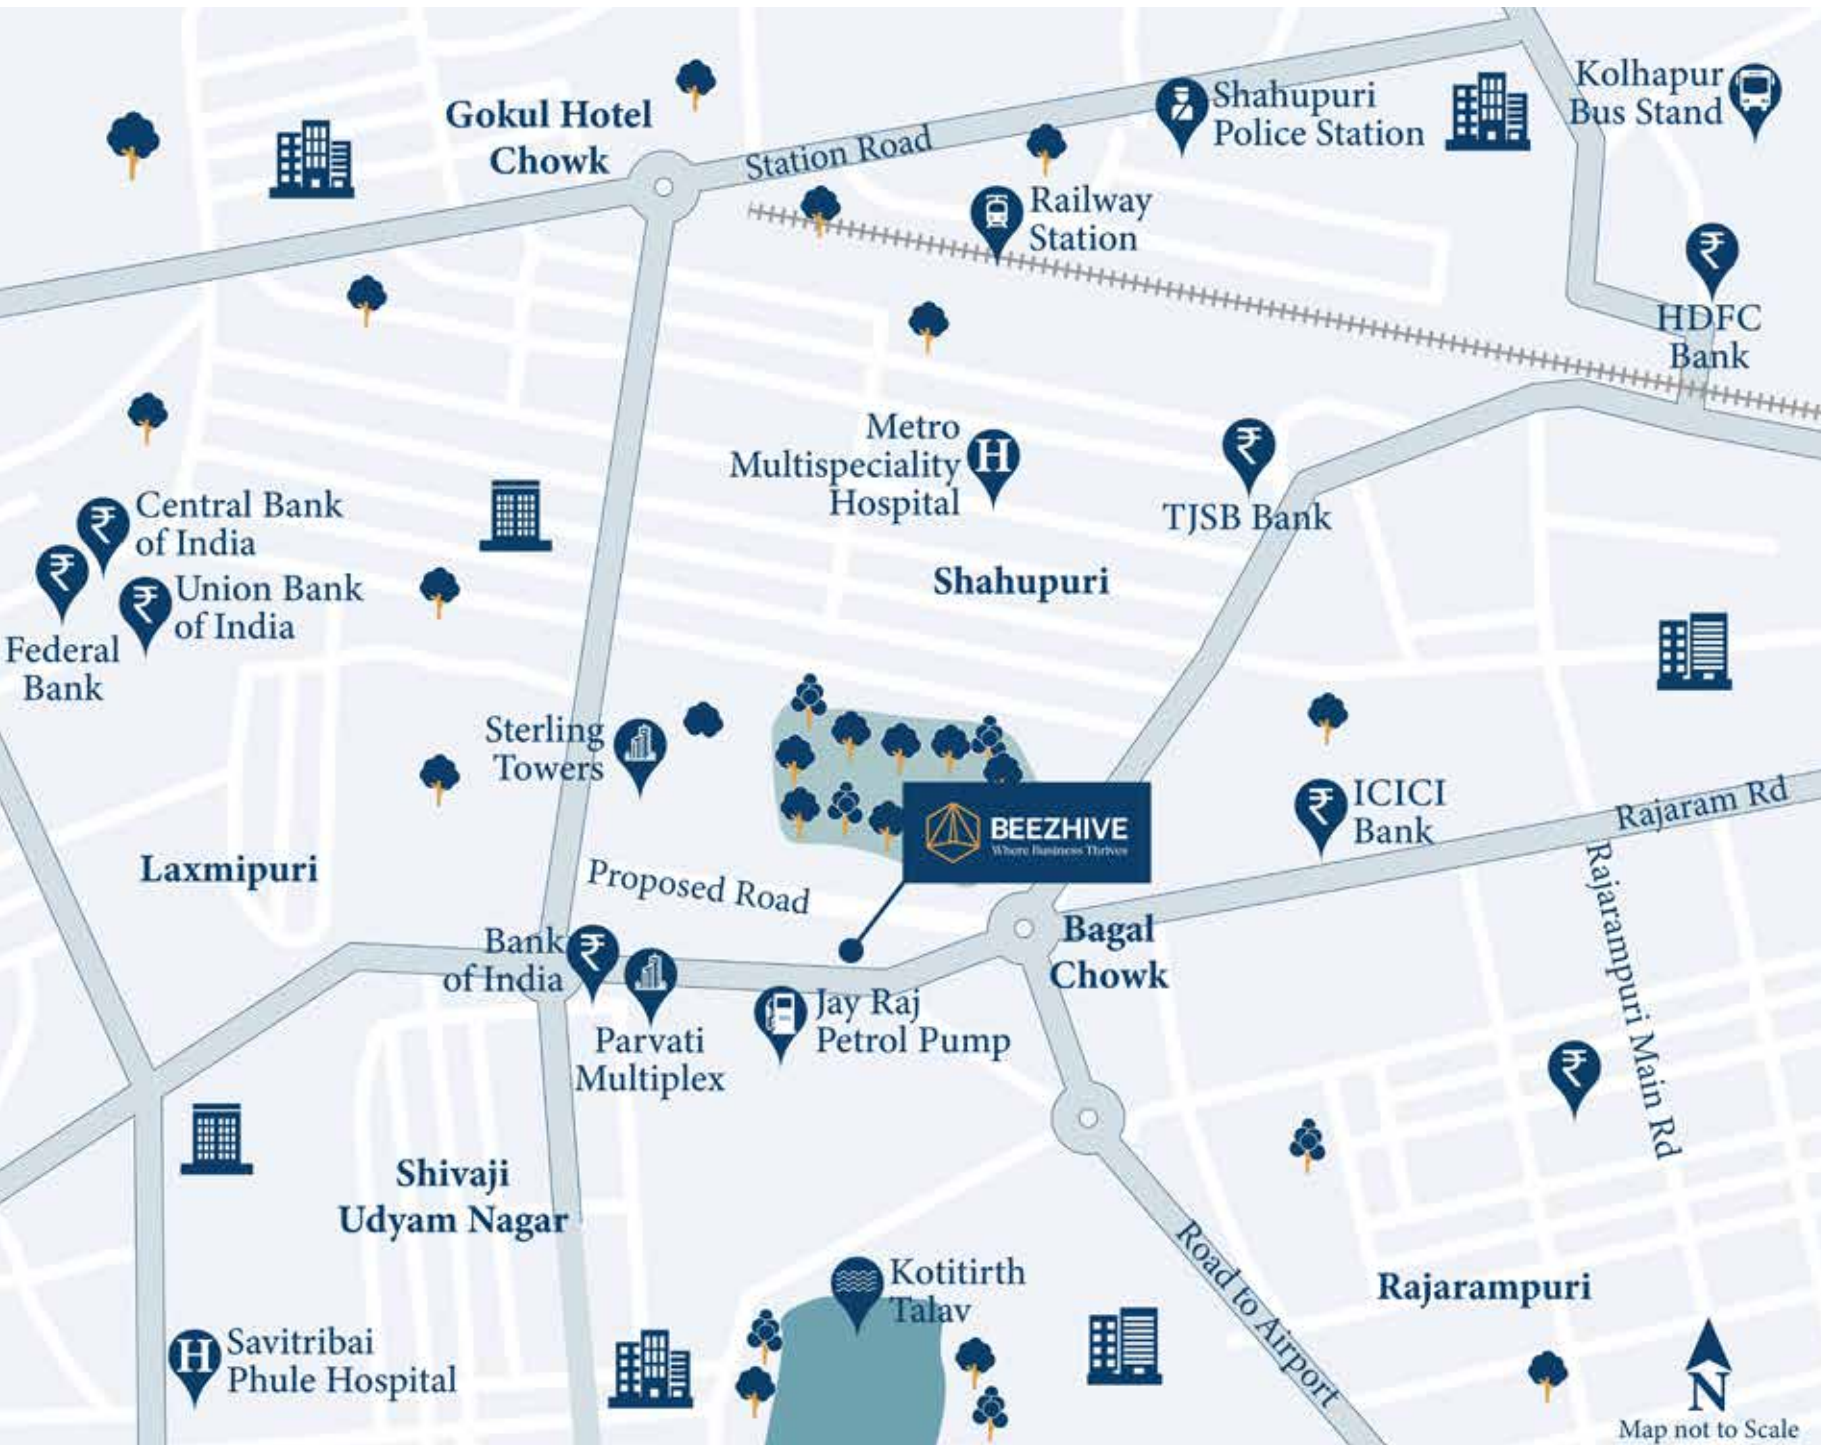 Gokul Hotel
Chowk
Station Road
Shahupuri
Police Station
Kolhapur
Bus Stand
Railway
Station
HDFC
Bank
Metro
Multispeciality
Hospital
TJSB Bank
Central Bank
of India
Union Bank
of India
Federal
Bank
Shahupuri
Sterling
Towers
BEEZHIVE
Where Business Thrives
ICICI
Bank
Rajaram Rd
Laxmipuri
Proposed Road
Bank
of India
Bagal
Chowk
Rajarampuri Main Rd
Jay Raj
Petrol Pump
Parvati
Multiplex
Shivaji
Udyam Nagar
Kotitirth
Talav
Road to Airport
Rajarampuri
Savitribai
Phule Hospital
N
Map not to Scale
H
H